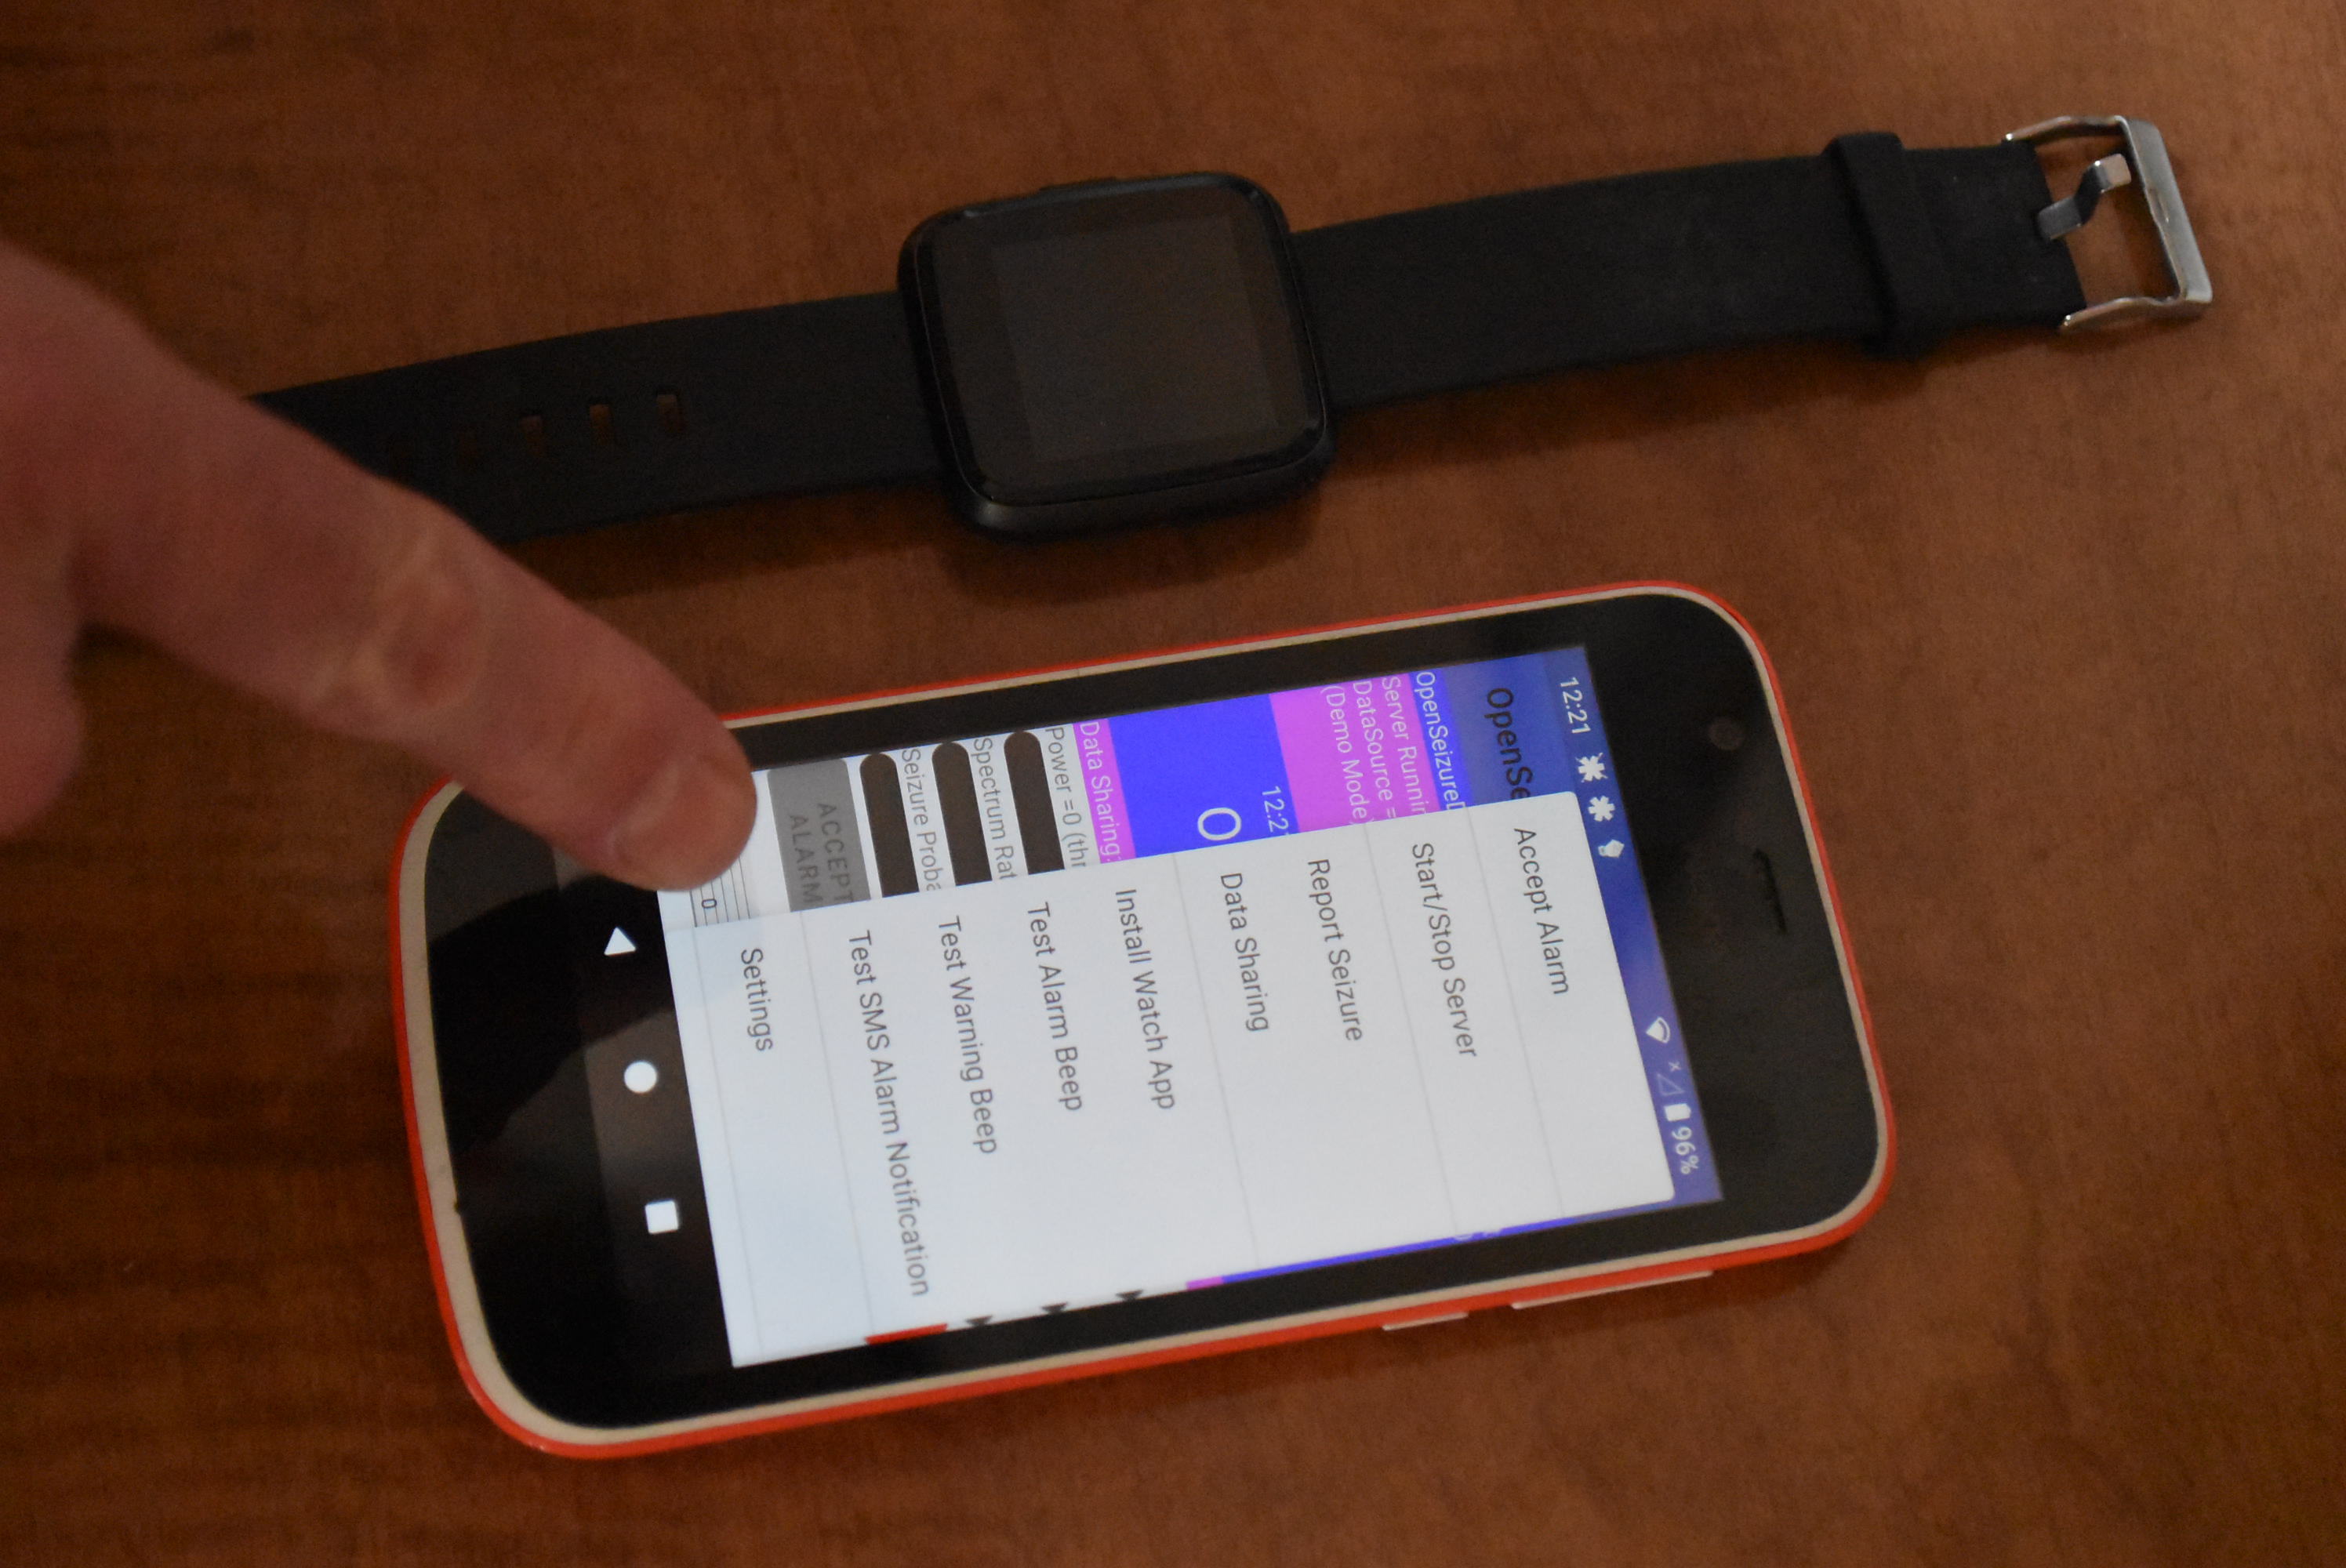 12:21
96%
OpenSe
Accept Alarm
Start/Stop Server
Report Seizure
Data Sharing
Install Watch App
Test Alarm Beep
Test Warning Beep
Test SMS Alarm Notification
Settings
OpenSeizureD
Server Runnin
DataSource =
(Demo Mode)
12:2
O
Data Sharing:
Power =0 (thr
Spectrum Rat
Seizure Proba
ACCEPT
ALARM
0